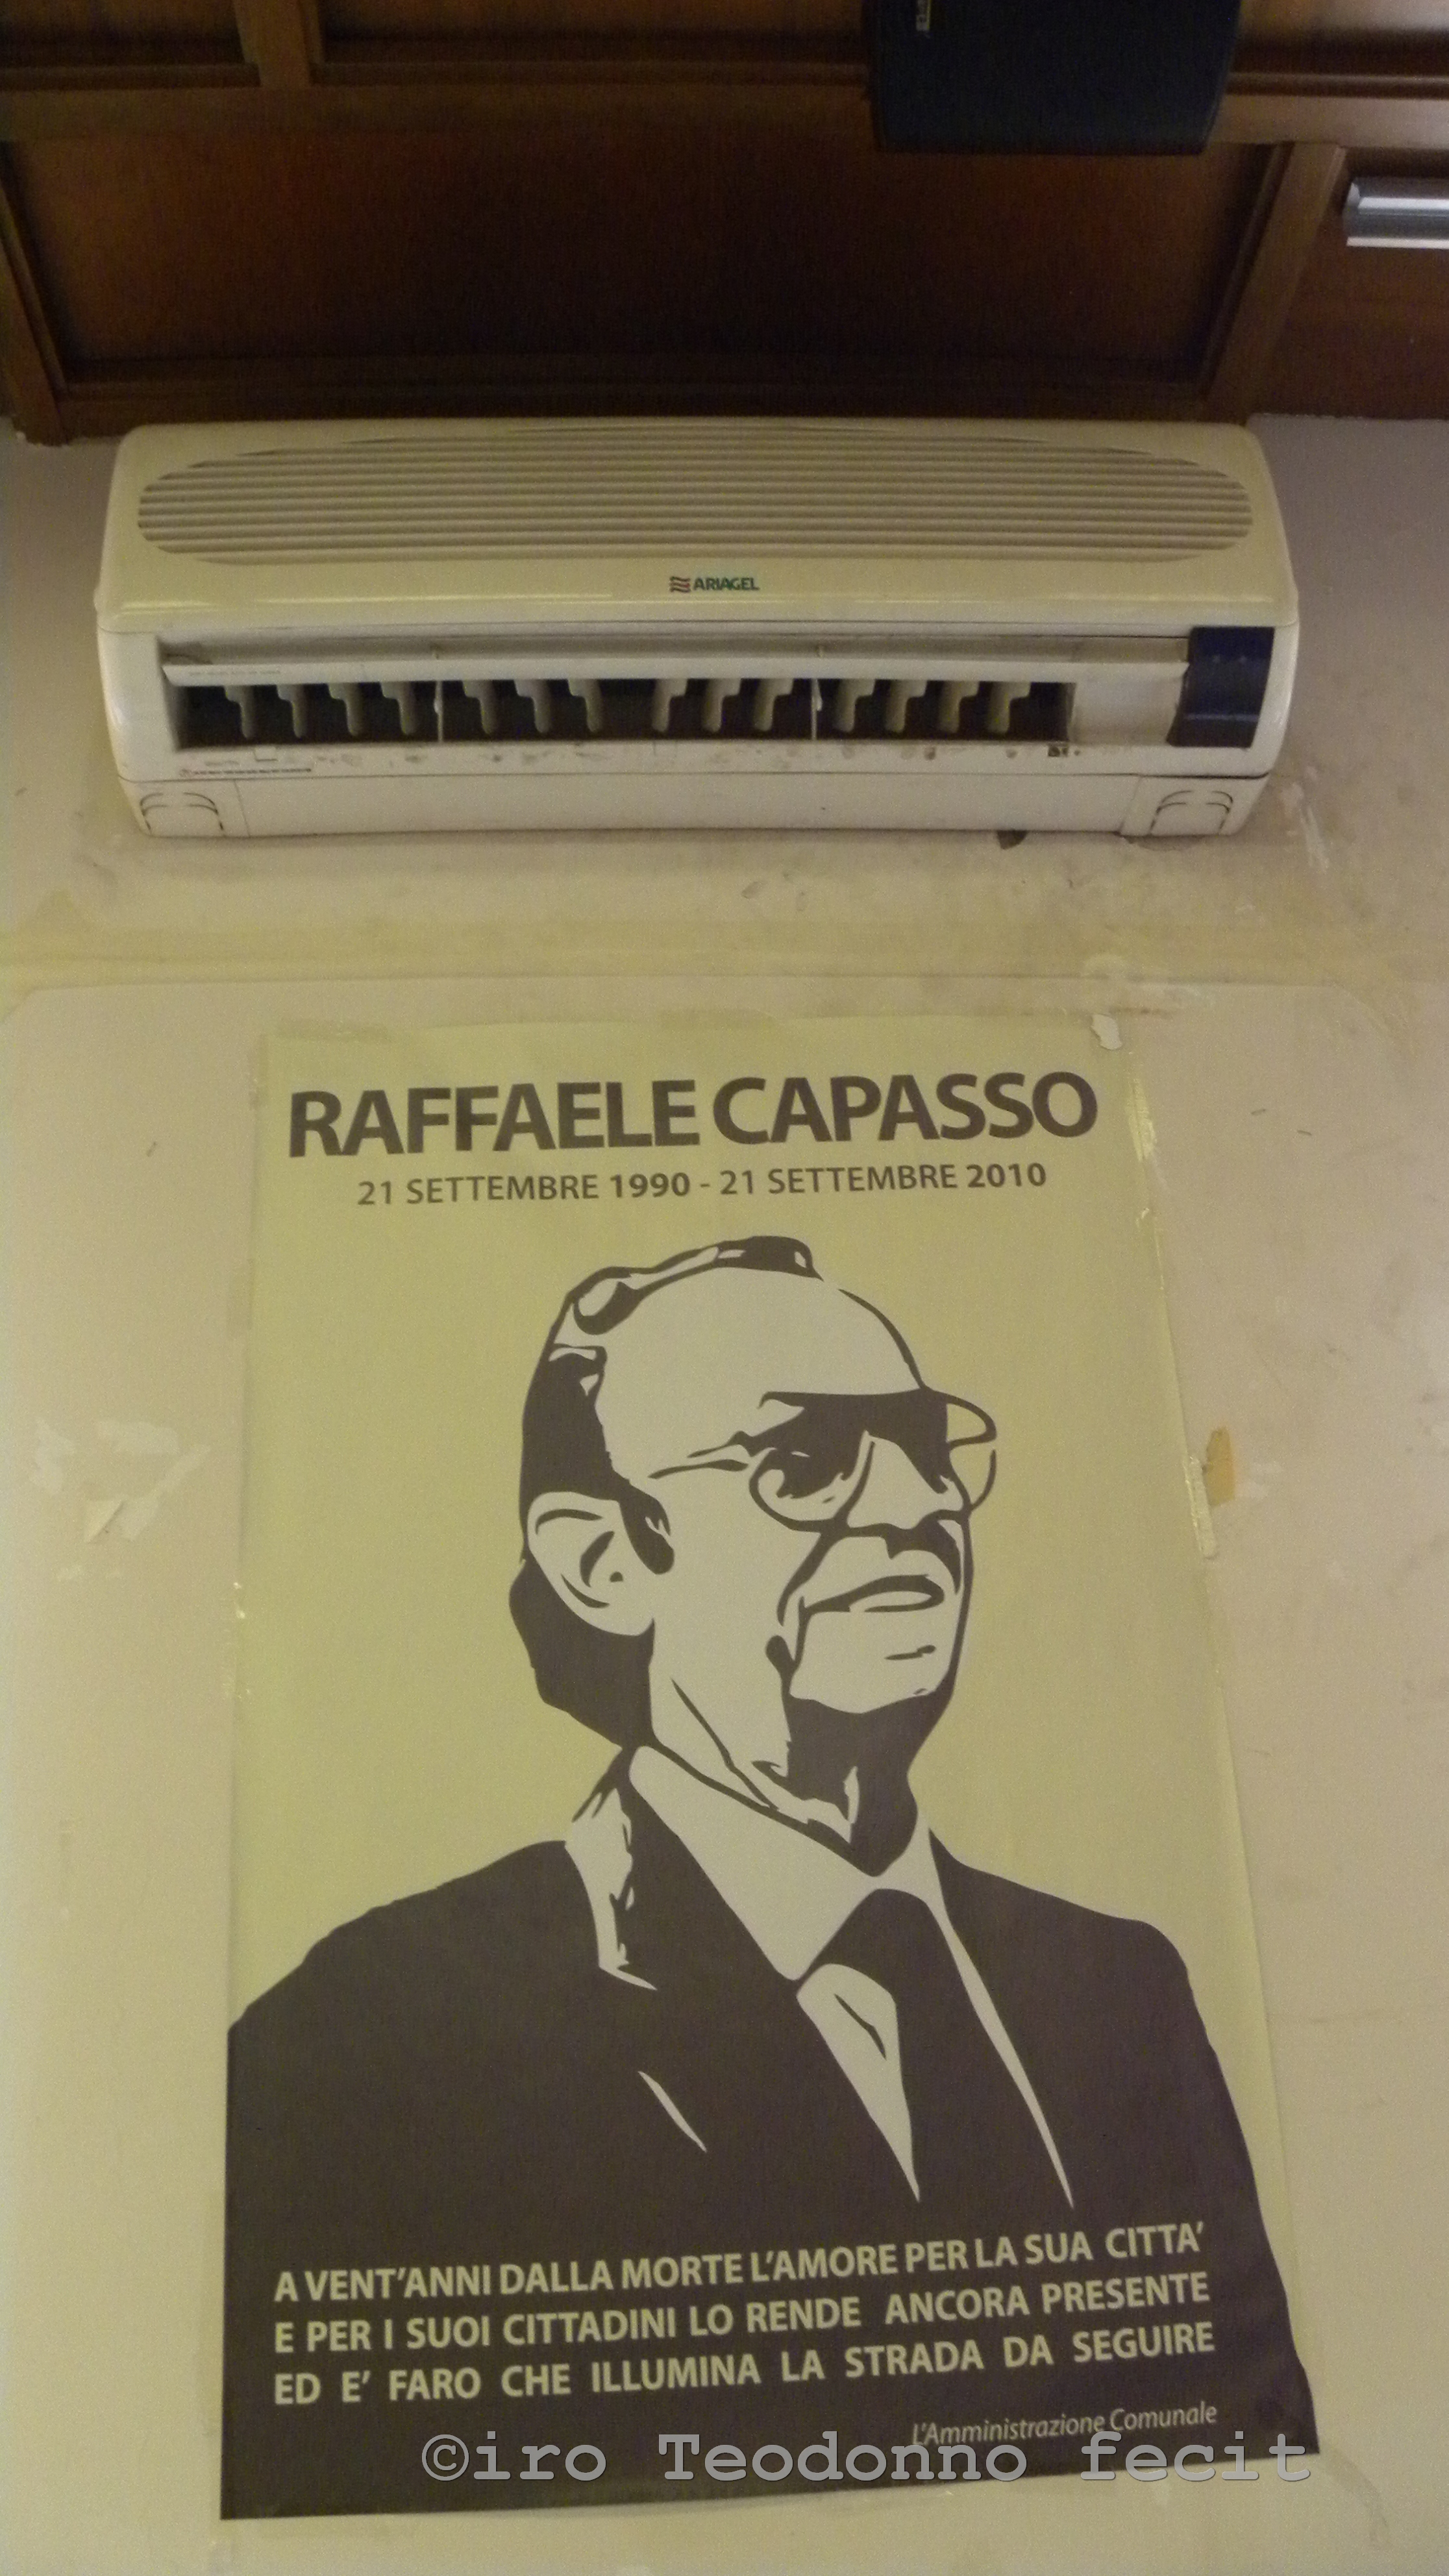 ARIAGEL
RAFFAELE CAPASSO
21 SETTEMBRE 1990 - 21 SETTEMBRE 2010
A VENT'ANNI DALLA MORTE L'AMORE PER LA SUA CITTA'
E PER I SUOI CITTADINI LO RENDE ANCORA PRESENTE
ED E' FARO CHE ILLUMINA LA STRADA DA SEGUIRE
L'Amministrazione Comunale
©iro Teodonno fecit